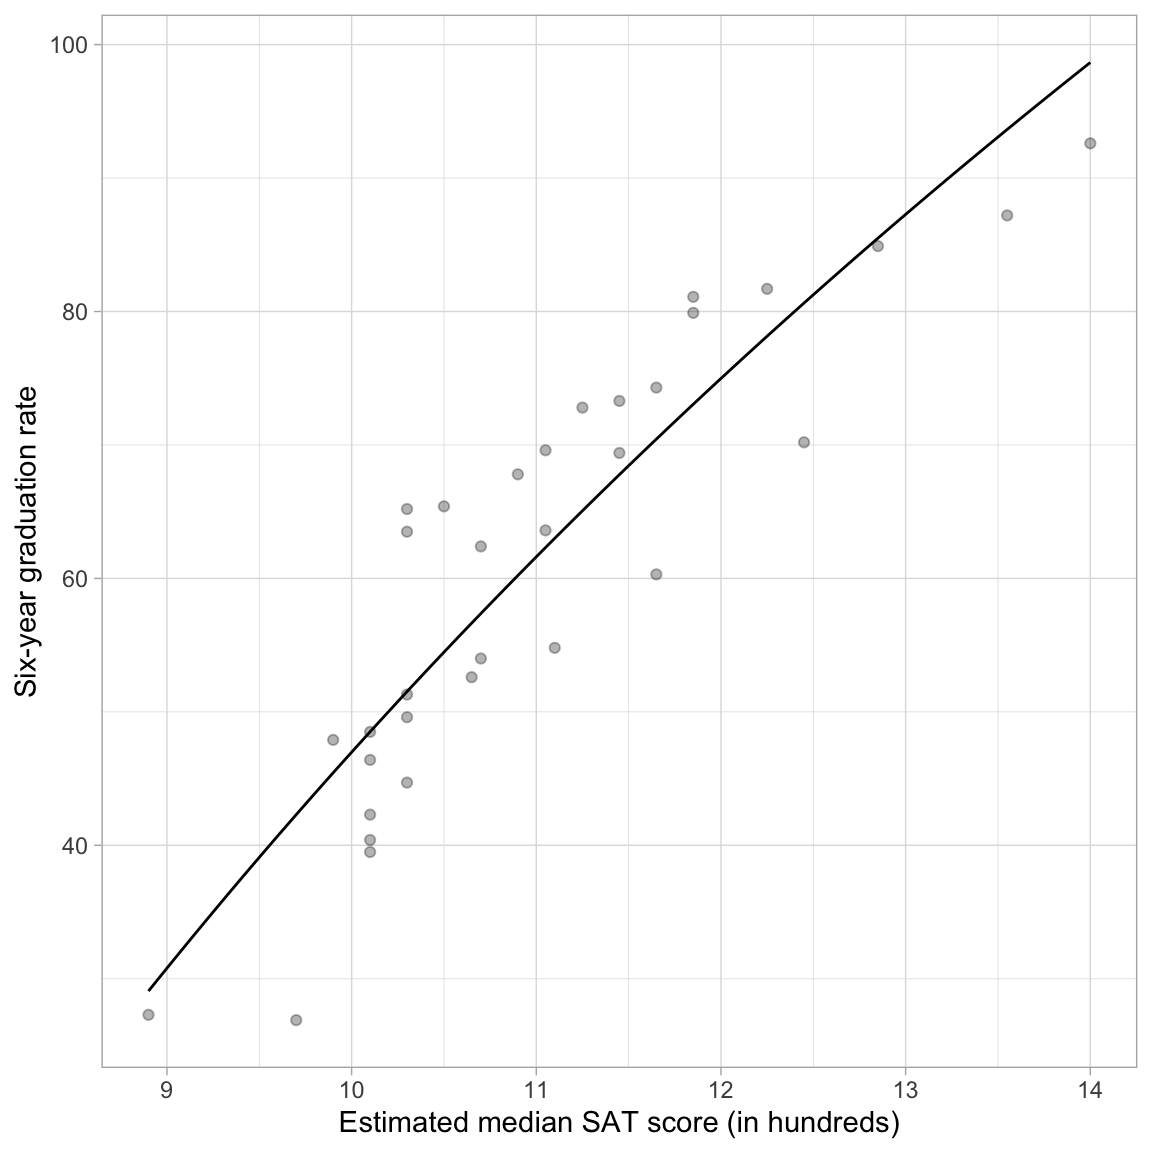 100
80
60
40
Six-year graduation rate
9 10 11 12 13 14
Estimated median SAT score (in hundreds)